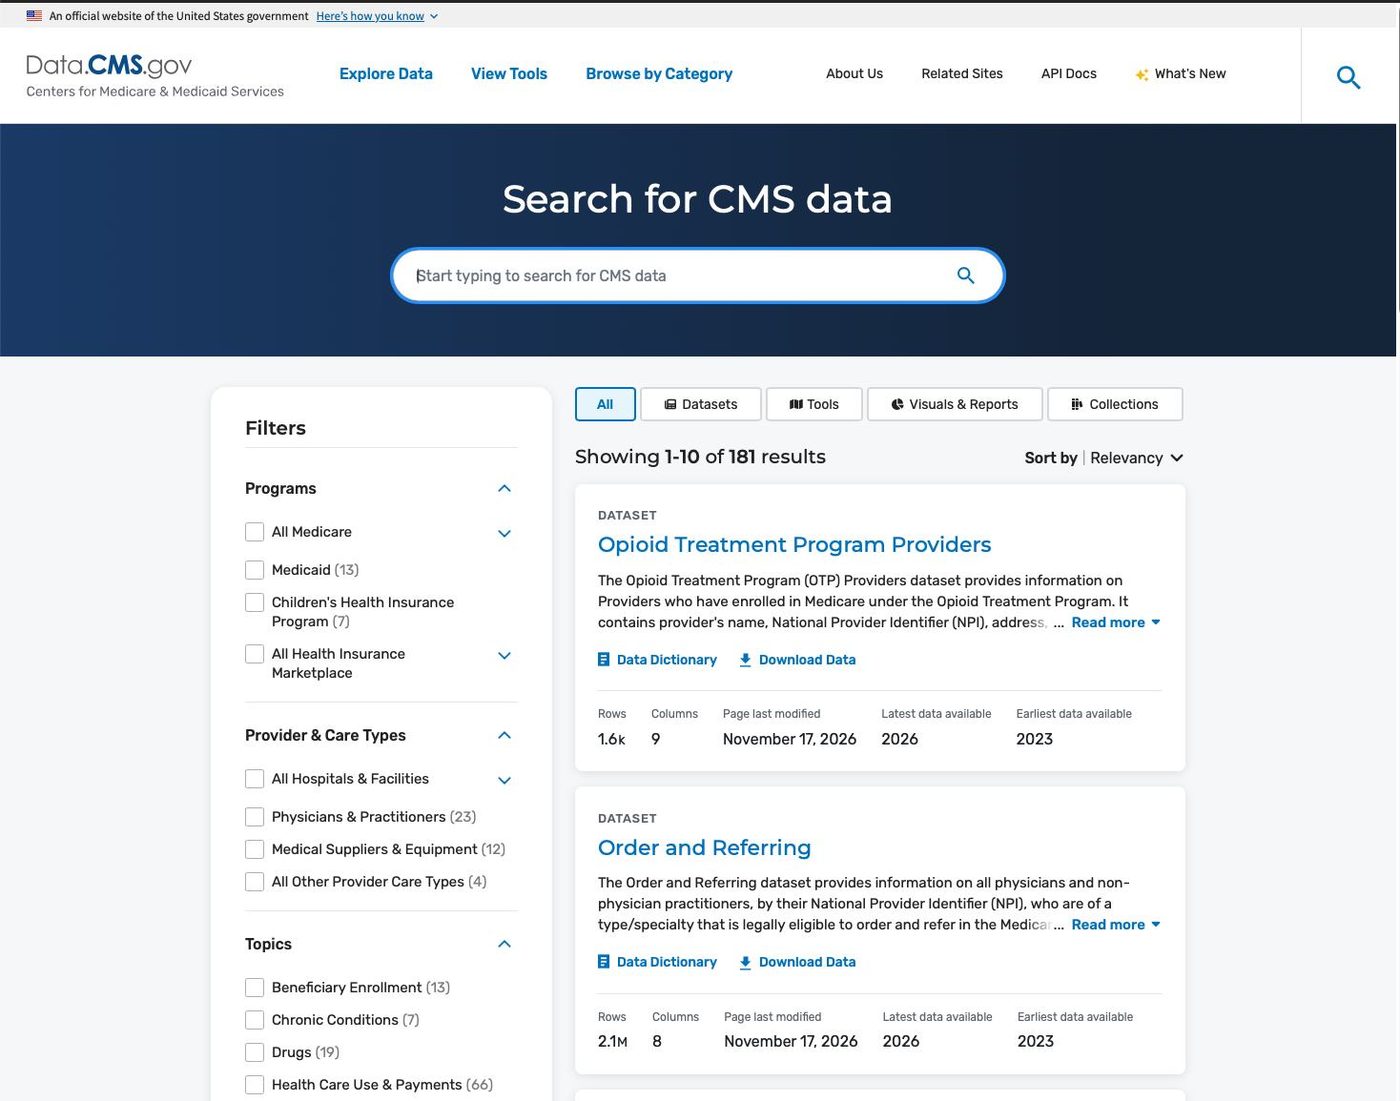 An official website of the United States government Here's how you know
Data.CMS.gov
Centers for Medicare & Medicaid Services
Explore Data View Tools Browse by Category About Us Related Sites API Docs What's New
Search for CMS data
Start typing to search for CMS data
Filters
Programs
All Medicare
Medicaid (13)
Children's Health Insurance
Program (7)
All Health Insurance
Marketplace
Provider & Care Types
All Hospitals & Facilities
Physicians & Practitioners (23)
Medical Suppliers & Equipment (12)
All Other Provider Care Types (4)
Topics
Beneficiary Enrollment (13)
Chronic Conditions (7)
Drugs (19)
Health Care Use & Payments (66)
All Datasets Tools Visuals & Reports Collections
Showing 1-10 of 181 results Sort by | Relevancy
DATASET
Opioid Treatment Program Providers
The Opioid Treatment Program (OTP) Providers dataset provides information on
Providers who have enrolled in Medicare under the Opioid Treatment Program. It
contains provider's name, National Provider Identifier (NPI), address, ... Read more
Data Dictionary Download Data
Rows Columns Page last modified Latest data available Earliest data available
1.6k 9 November 17, 2026 2026 2023
DATASET
Order and Referring
The Order and Referring dataset provides information on all physicians and non-
physician practitioners, by their National Provider Identifier (NPI), who are of a
type/specialty that is legally eligible to order and refer in the Medicar... Read more
Data Dictionary Download Data
Rows Columns Page last modified Latest data available Earliest data available
2.1M 8 November 17, 2026 2026 2023